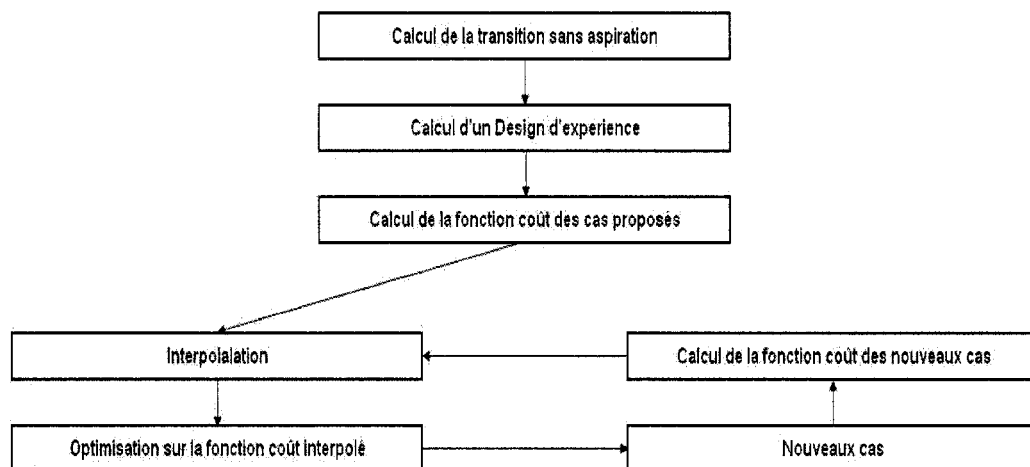 Calcul de la transition sans aspiration
Calcul d'un Design d'experience
Calcul de la fonction coût des cas proposés
Interpolalation
Calcul de la fonction coût des nouveaux cas
Optimisation sur la fonction coût interpolé
Nouveaux cas